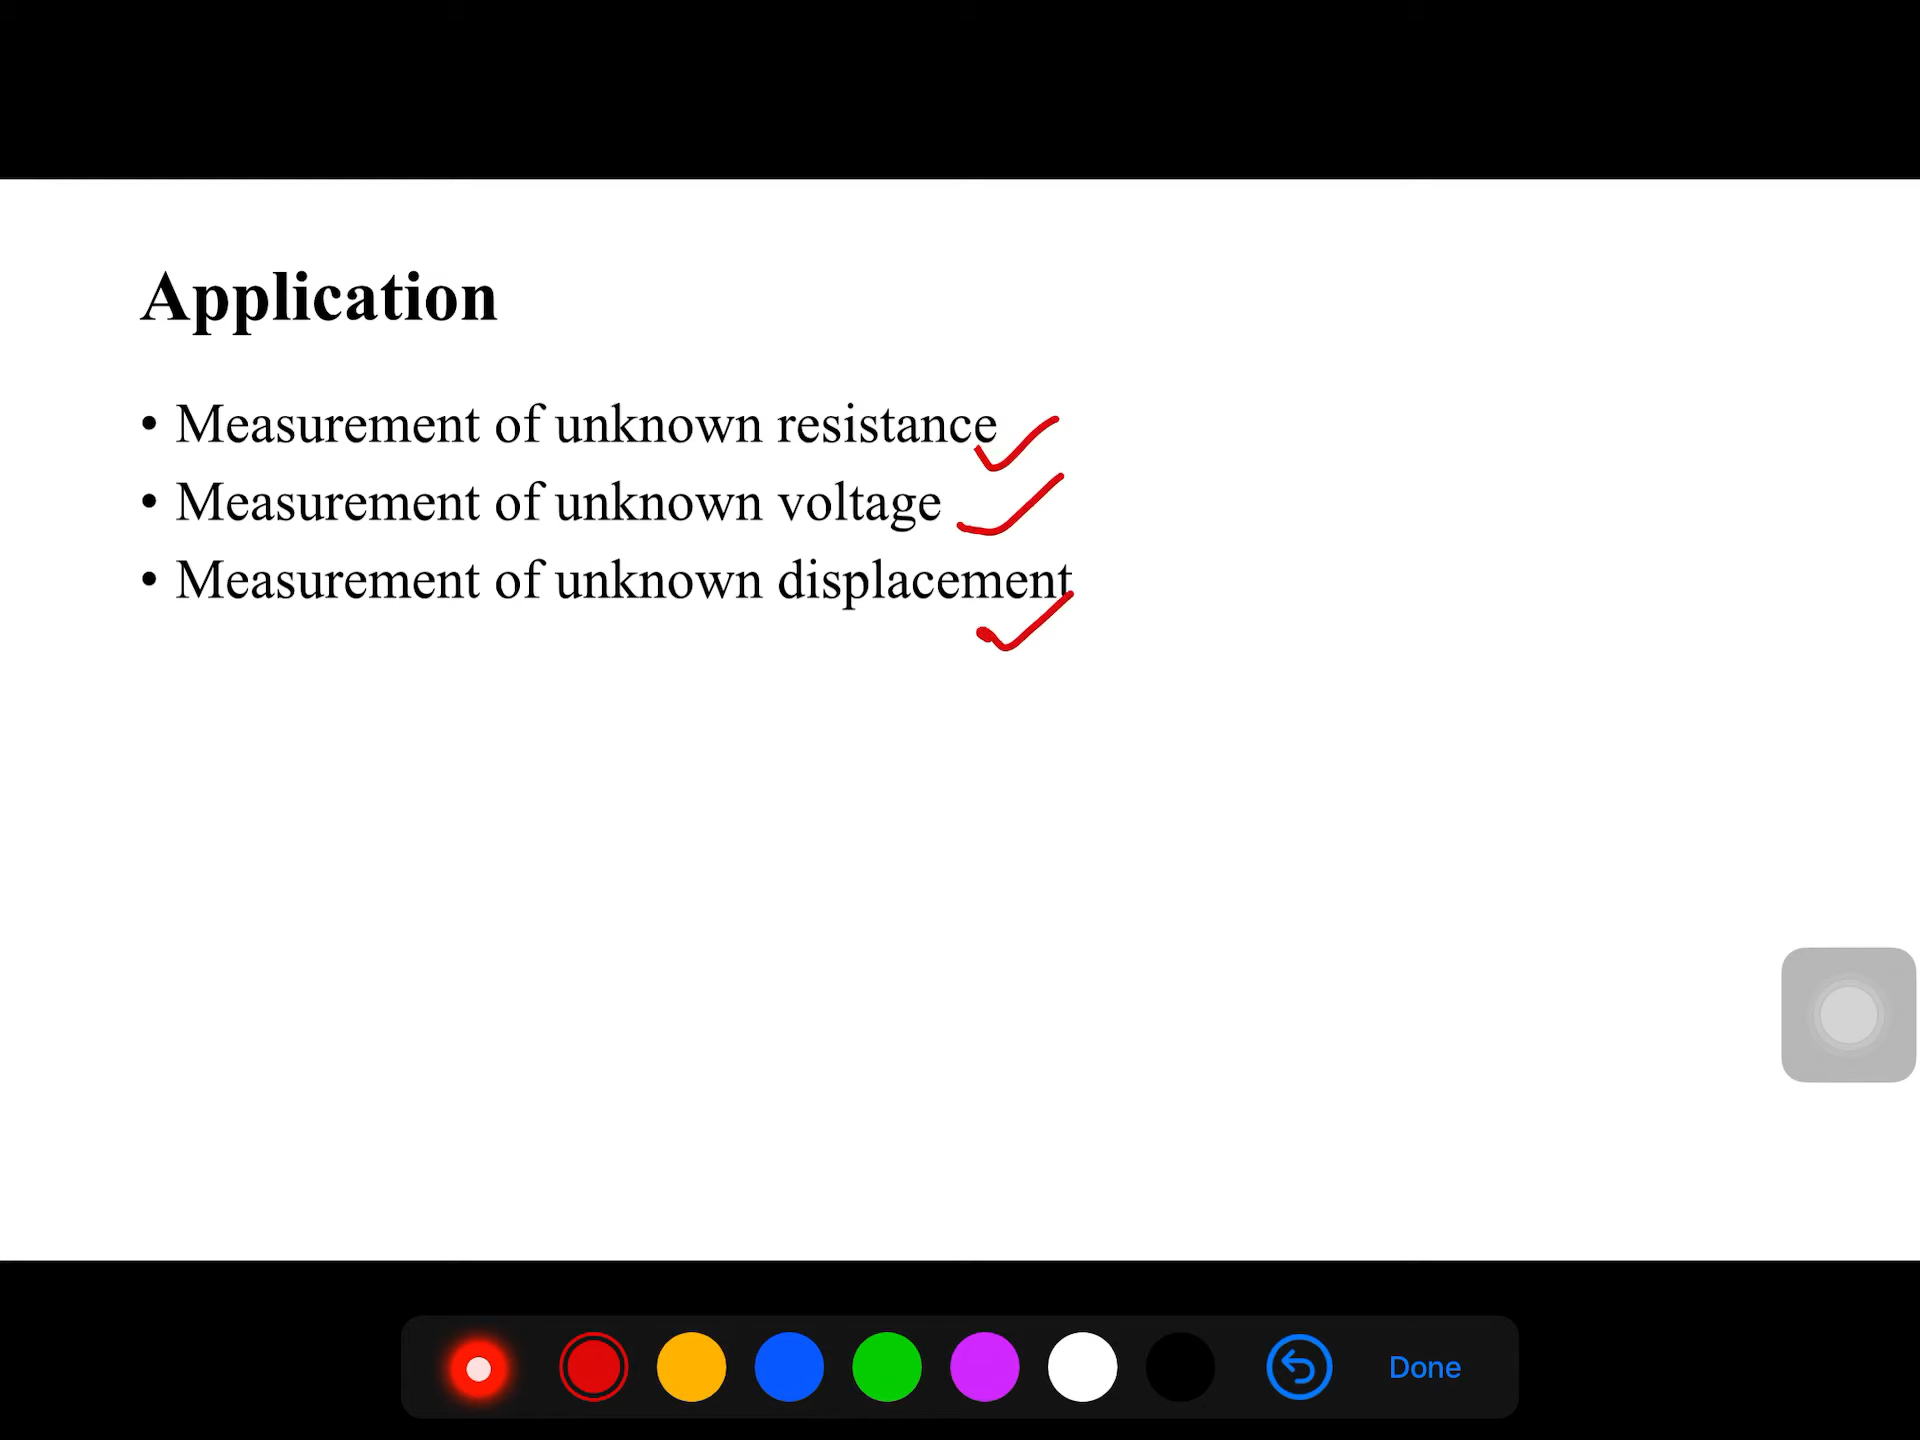 Application
• Measurement of unknown resistance
• Measurement of unknown voltage
• Measurement of unknown displacement
Done